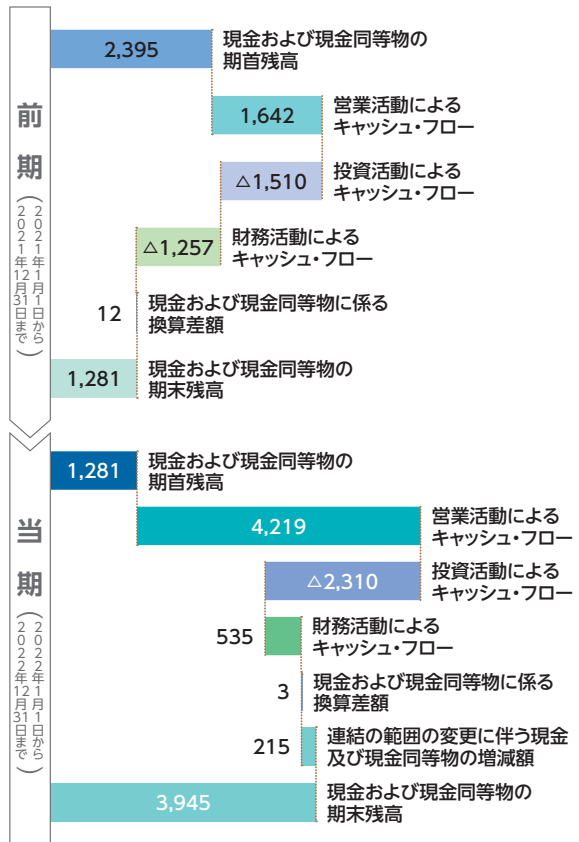 前期
(2021年1月1日から
2021年12月31日まで)
2,395
現金および現金同等物の
期首残高
1,642
営業活動による
キャッシュ・フロー
△1,510
投資活動による
キャッシュ・フロー
△1,257
財務活動による
キャッシュ・フロー
12
現金および現金同等物に係る
換算差額
1,281
現金および現金同等物の
期末残高
当期
(2022年1月1日から
2022年12月31日まで)
1,281
現金および現金同等物の
期首残高
4,219
営業活動による
キャッシュ・フロー
△2,310
投資活動による
キャッシュ・フロー
535
財務活動による
キャッシュ・フロー
3
現金および現金同等物に係る
換算差額
215
連結の範囲の変更に伴う現金
及び現金同等物の増減額
3,945
現金および現金同等物の
期末残高